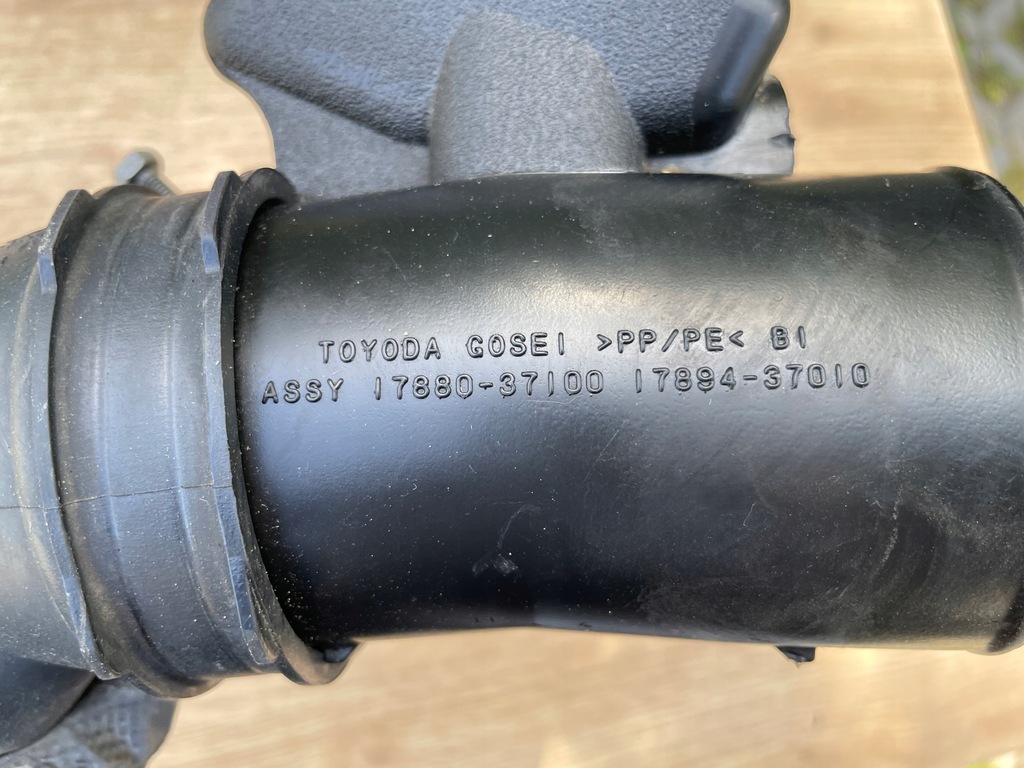 TOYODA GOSEI >PP/PE< B1
ASSY 17880-37100 17894-37010